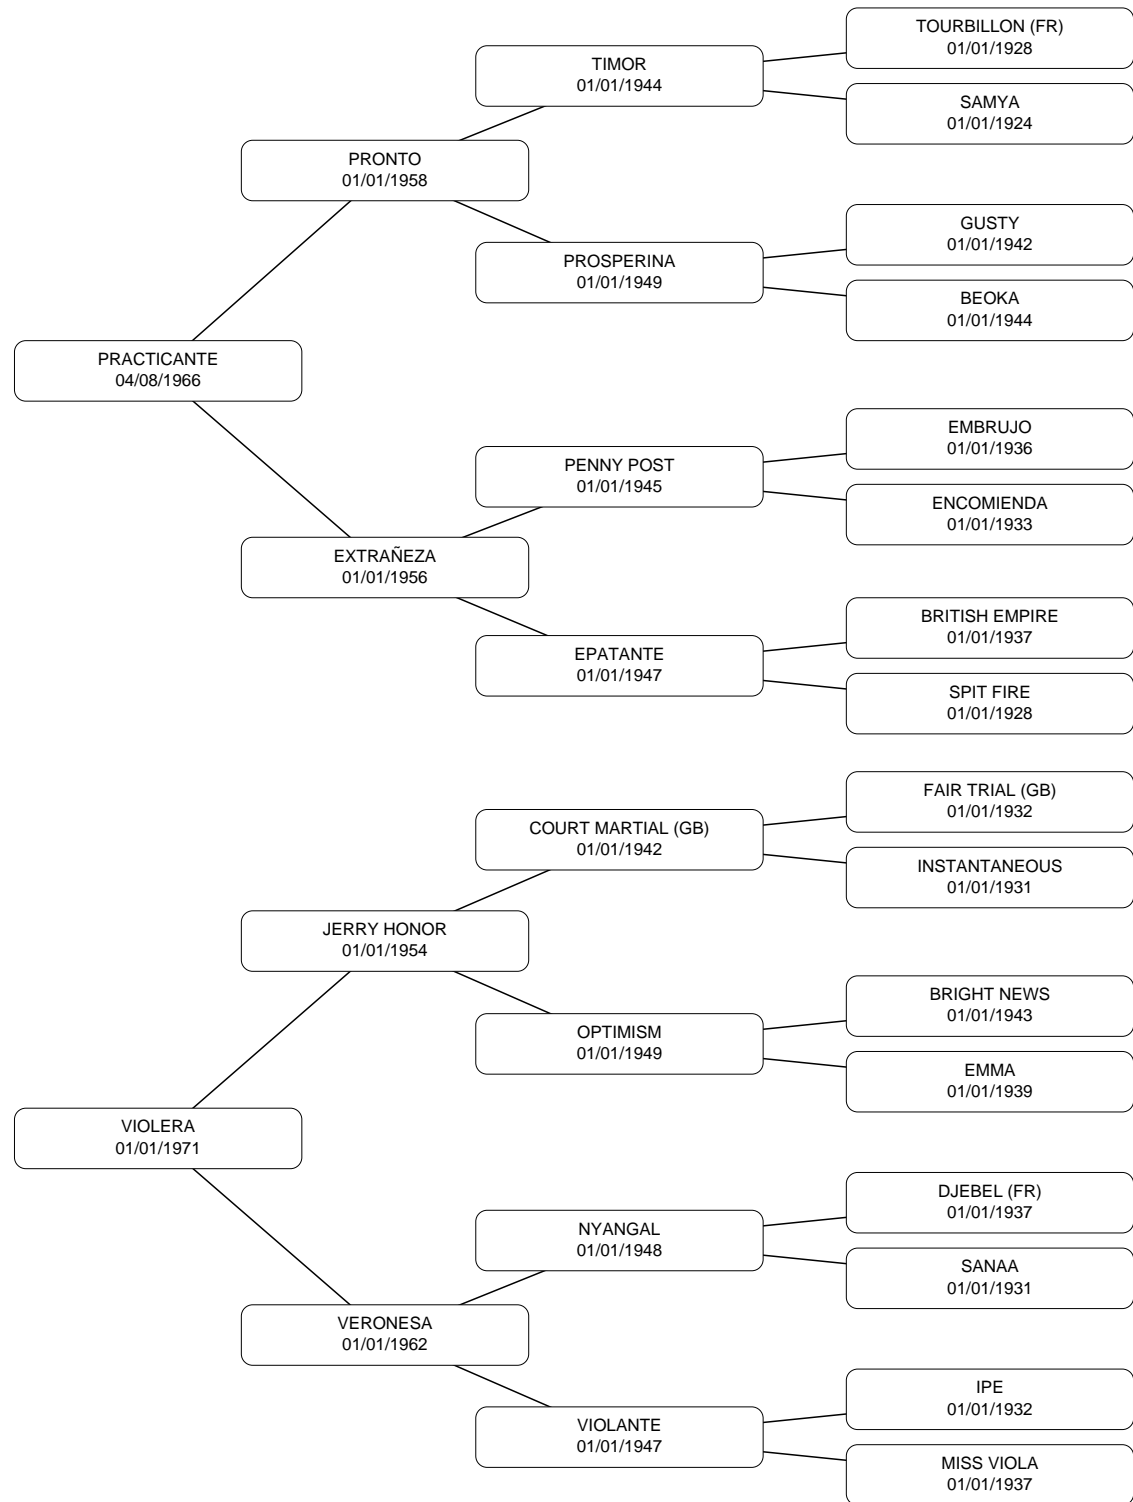 TOURBILLON (FR)
01/01/1928
TIMOR
01/01/1944
SAMYA
01/01/1924
PRONTO
01/01/1958
GUSTY
01/01/1942
PROSPERINA
01/01/1949
BEOKA
01/01/1944
PRACTICANTE
04/08/1966
EMBRUJO
01/01/1936
PENNY POST
01/01/1945
ENCOMIENDA
01/01/1933
EXTRAÑEZA
01/01/1956
BRITISH EMPIRE
01/01/1937
EPATANTE
01/01/1947
SPIT FIRE
01/01/1928
FAIR TRIAL (GB)
01/01/1932
COURT MARTIAL (GB)
01/01/1942
INSTANTANEOUS
01/01/1931
JERRY HONOR
01/01/1954
BRIGHT NEWS
01/01/1943
OPTIMISM
01/01/1949
EMMA
01/01/1939
VIOLERA
01/01/1971
DJEBEL (FR)
01/01/1937
NYANGAL
01/01/1948
SANAA
01/01/1931
VERONESA
01/01/1962
IPE
01/01/1932
VIOLANTE
01/01/1947
MISS VIOLA
01/01/1937